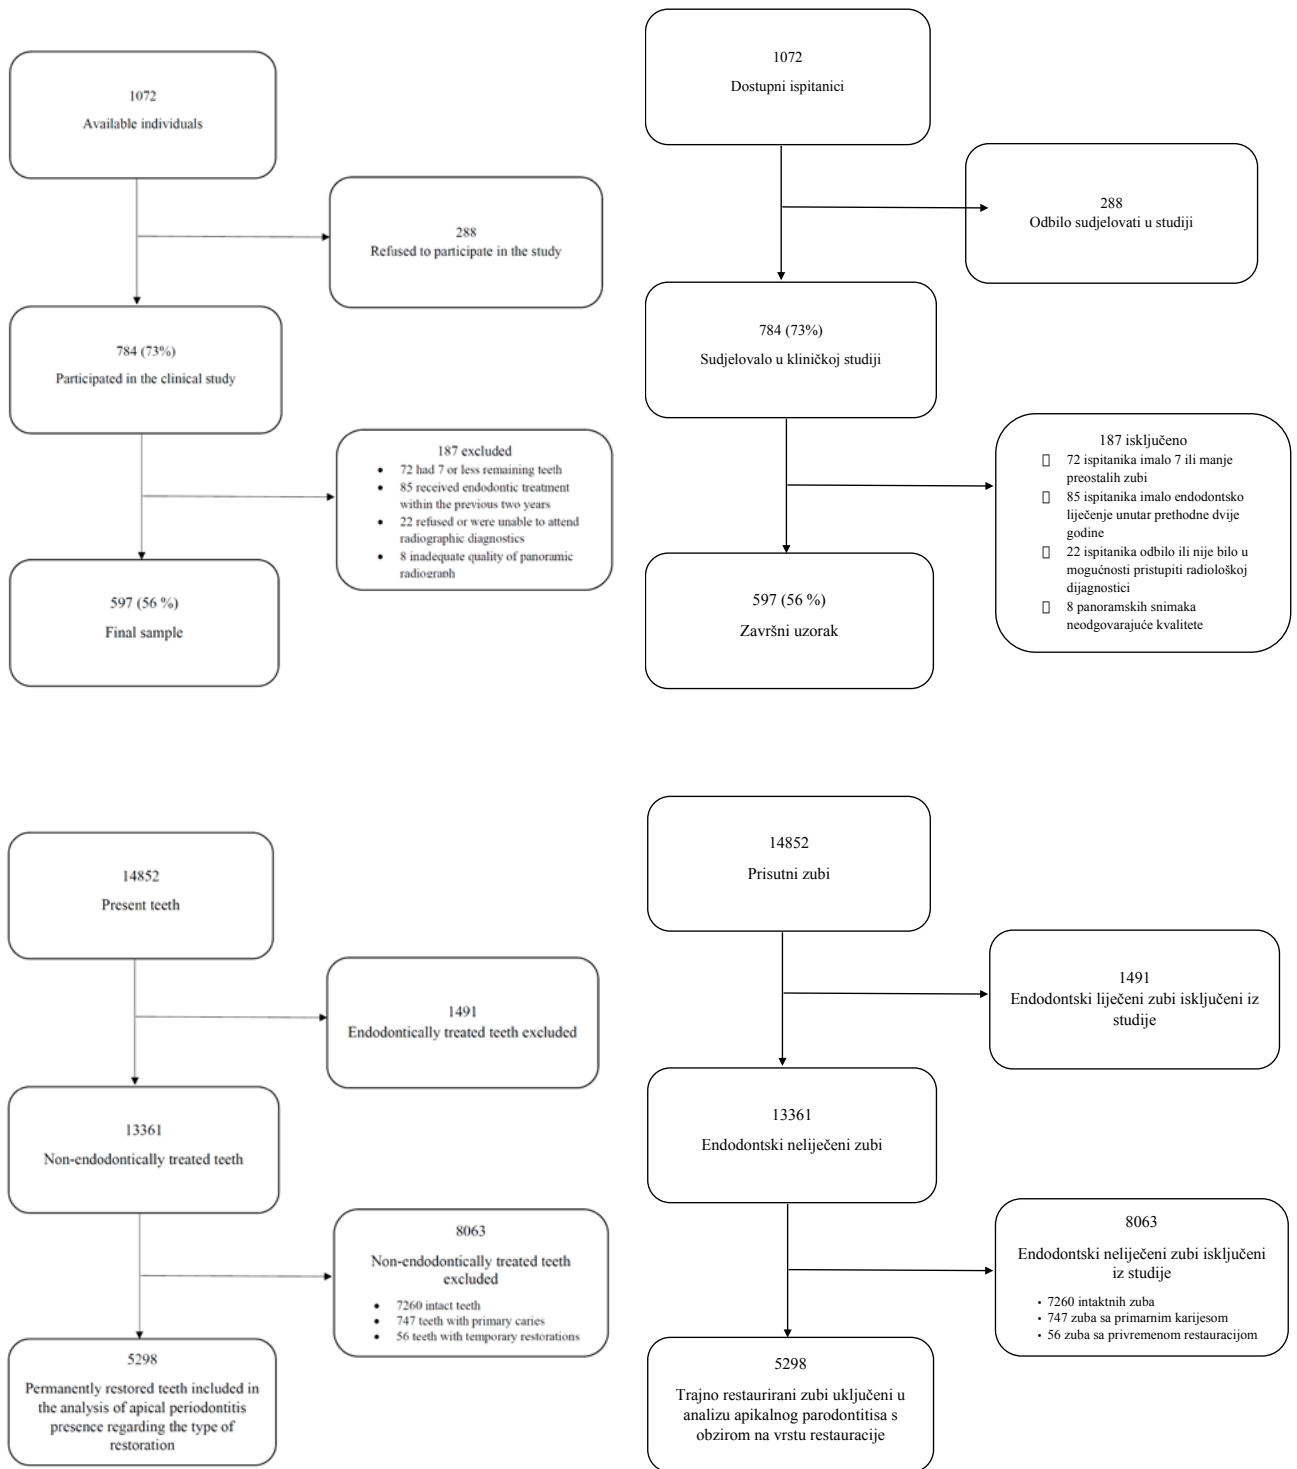 1072
Available individuals
288
Refused to participate in the study
784 (73%)
Participated in the clinical study
187 excluded
• 72 had 7 or less remaining teeth
• 85 received endodontic treatment
within the previous two years
• 22 refused or were unable to attend
radiographic diagnostics
• 8 inadequate quality of panoramic
radiograph
597 (56 %)
Final sample
1072
Dostupni ispitanici
288
Odbilo sudjelovati u studiji
784 (73%)
Sudjelovalo u kliničkoj studiji
187 isključeno
72 ispitanika imalo 7 ili manje
preostalih zubi
85 ispitanika imalo endodontsko
liječenje unutar prethodne dvije
godine
22 ispitanika odbilo ili nije bilo u
mogućnosti pristupiti radiološkoj
dijagnostici
8 panoramskih snimaka
neodgovarajuće kvalitete
597 (56 %)
Završni uzorak
14852
Present teeth
1491
Endodontically treated teeth excluded
13361
Non-endodontically treated teeth
8063
Non-endodontically treated teeth
excluded
• 7260 intact teeth
• 747 teeth with primary caries
• 56 teeth with temporary restorations
5298
Permanently restored teeth included in
the analysis of apical periodontitis
presence regarding the type of
restoration
14852
Prisutni zubi
1491
Endodontski liječeni zubi isključeni iz
studije
13361
Endodontski neliječeni zubi
8063
Endodontski neliječeni zubi isključeni
iz studije
• 7260 intaktnih zuba
• 747 zuba sa primarnim karijesom
• 56 zuba sa privremenom restauracijom
5298
Trajno restaurirani zubi uključeni u
analizu apikalnog parodontitisa s
obzirom na vrstu restauracije